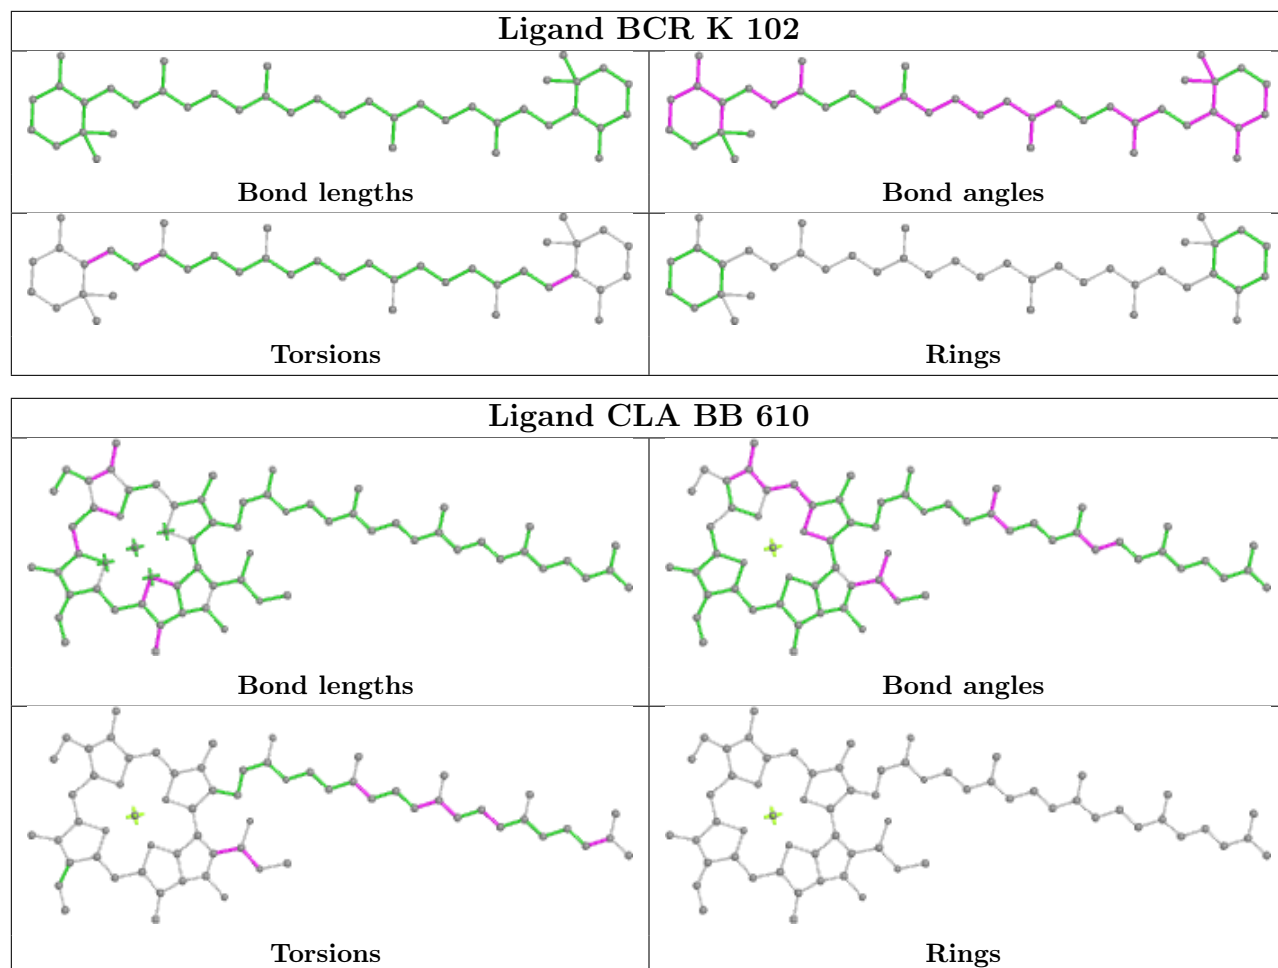 Ligand BCR K 102
Bond lengths
Bond angles
Torsions
Rings
Ligand CLA BB 610
Bond lengths
Bond angles
Torsions
Rings